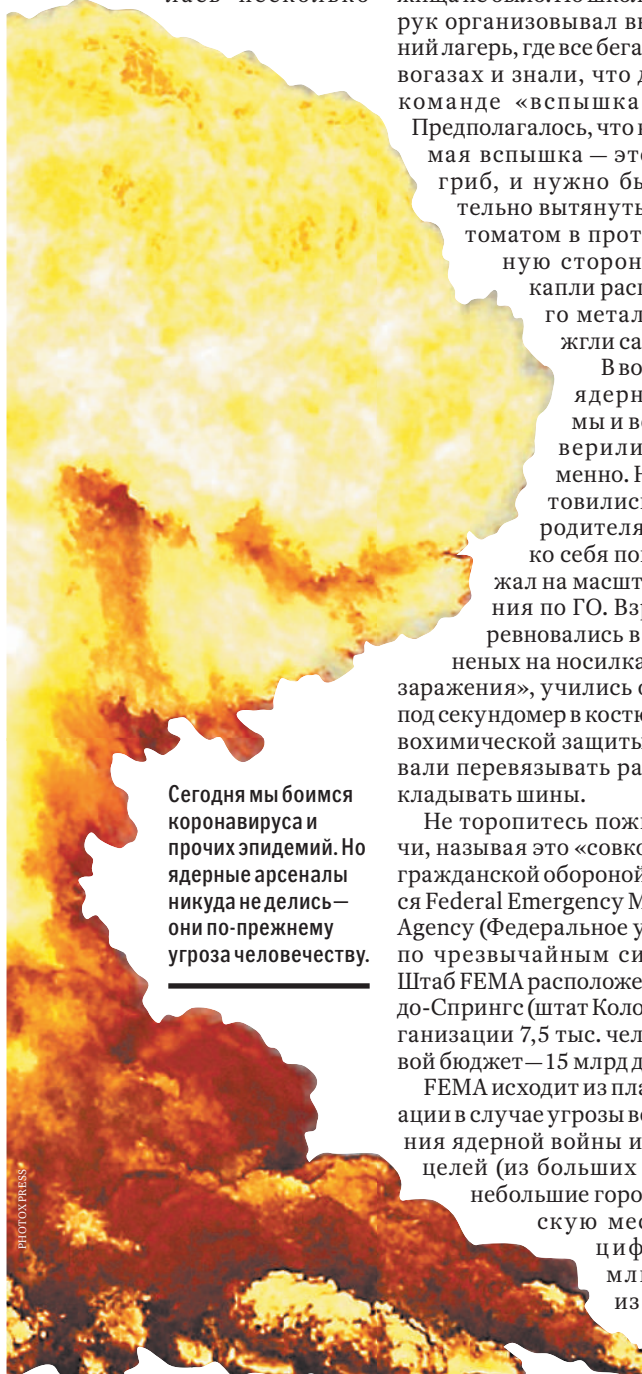 лась несколько
рук организовывал вы
ний лагерь, где все бега
вогазах и знали, что д
команде «вспышка
Предполагалось, что
мая вспышка — это
гриб, и нужно бы
тельно вытянуть
томатом в прот
ную сторон
капли расп
го метал
жгли са
В во
ядерн
мы и во
верили
менно. Н
товилис
родителя
ко себя пом
жал на масшт
ния по ГО. Взр
ревновались в
неных на носилка
заражения», учились о
под секундомер в костю
вохимической защиты
вали перевязывать ра
кладывать шины.
Не торопитесь пожи
чи, называя это «совко
гражданской обороной
ся Federal Emergency M
Agency (Федеральное у
по чрезвычайным си
Штаб FEMA расположе
до-Спрингс (штат Коло
ганизации 7,5 тыс. чел
вой бюджет—15 млрд д
FEMA исходит из пла
ации в случае угрозы во
ния ядерной войны и
целей (из больших
небольшие горо
скую мес
циф
мл
из
Сегодня мы боимся
коронавируса и
прочих эпидемий. Но
ядерные арсеналы
никуда не делись—
они по-прежнему
угроза человечеству.
PHOTOXPRESS